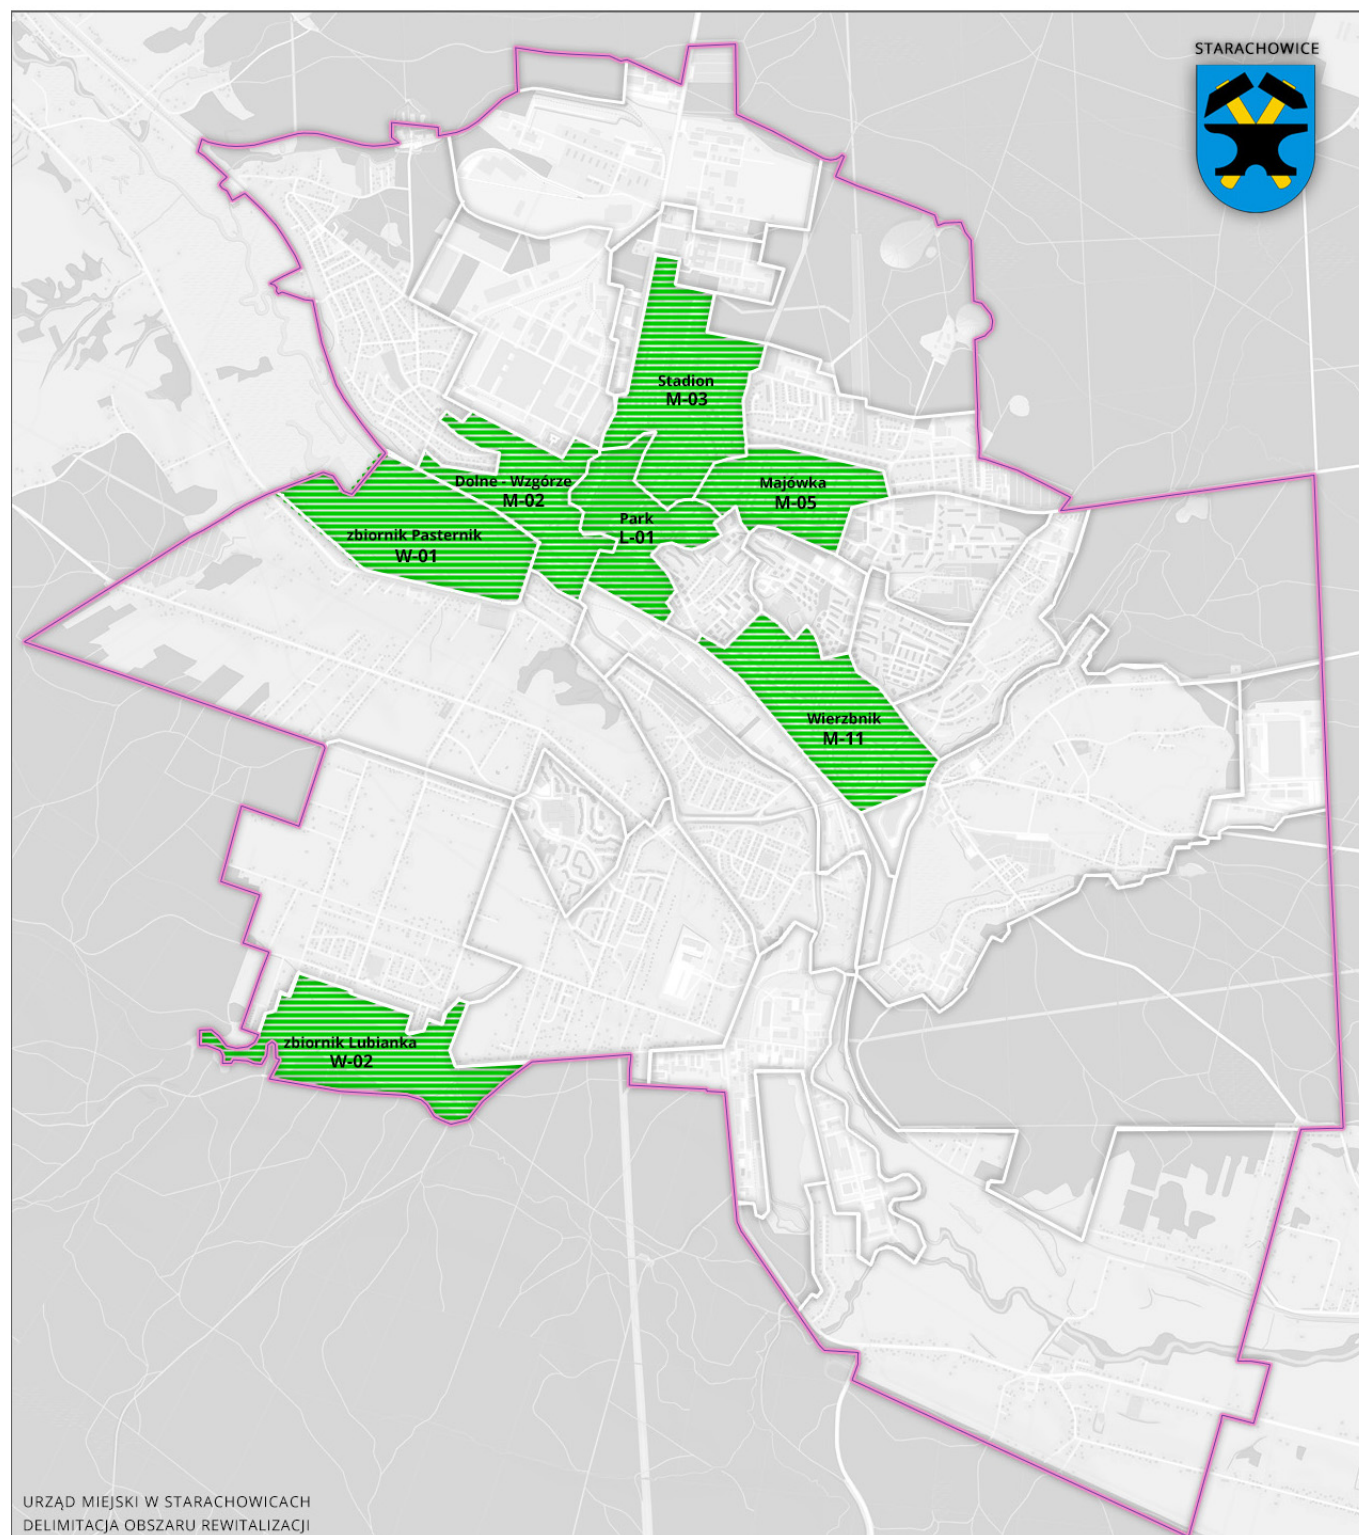 STARACHOWICE
Stadion
M-03
Dolne - Wzgórze
M-02
Majówka
M-05
Park
L-01
zbiornik Pasternik
W-01
Wierzbnik
M-11
zbiornik Lubianka
W-02
URZĄD MIEJSKI W STARACHOWICACH
DELIMITACJA OBSZARU REWITALIZACJI